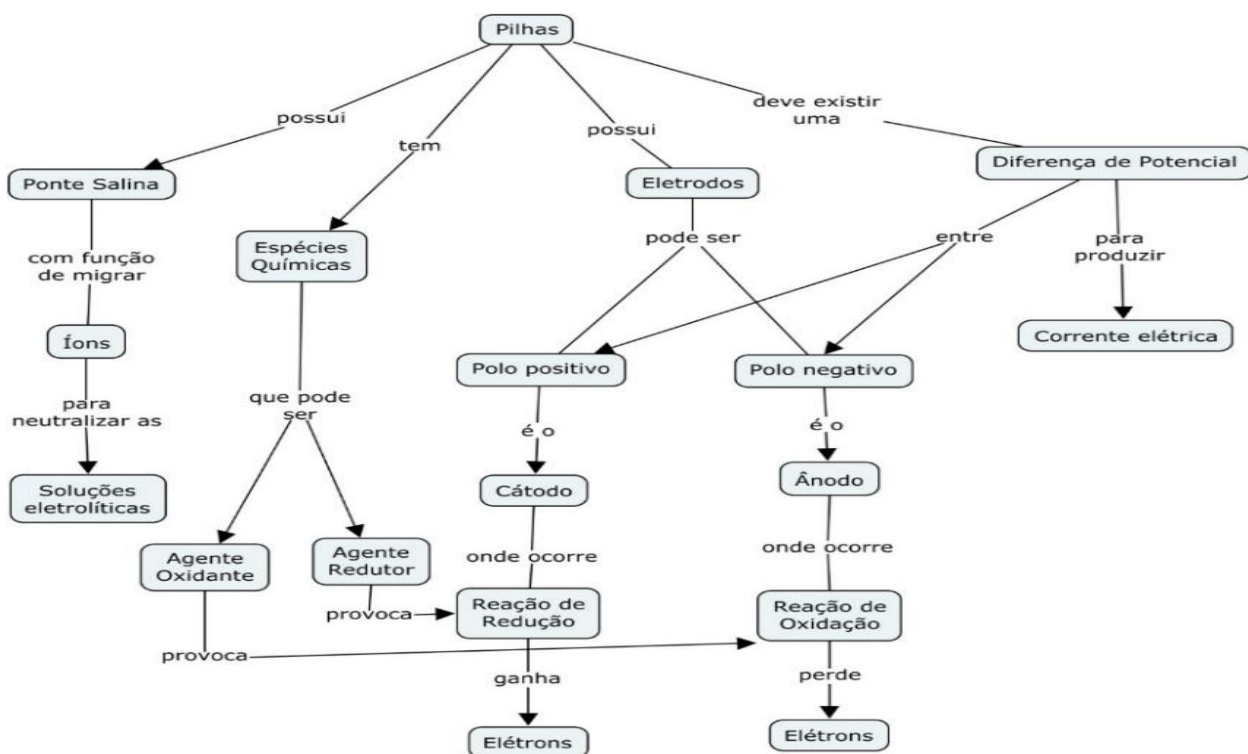 Pilhas
possui
tem
possui
deve existir
uma
Ponte Salina
Eletrodos
Diferença de Potencial
com função
de migrar
Espécies
Químicas
pode ser
entre
para
produzir
Íons
Polo positivo
Polo negativo
Corrente elétrica
para
neutralizar as
que pode
ser
é o
é o
Soluções
eletrolíticas
Cátodo
Ânodo
Agente
Oxidante
Agente
Redutor
onde ocorre
onde ocorre
provoca
Reação de
Redução
Reação de
Oxidação
provoca
ganha
perde
Elétrons
Elétrons